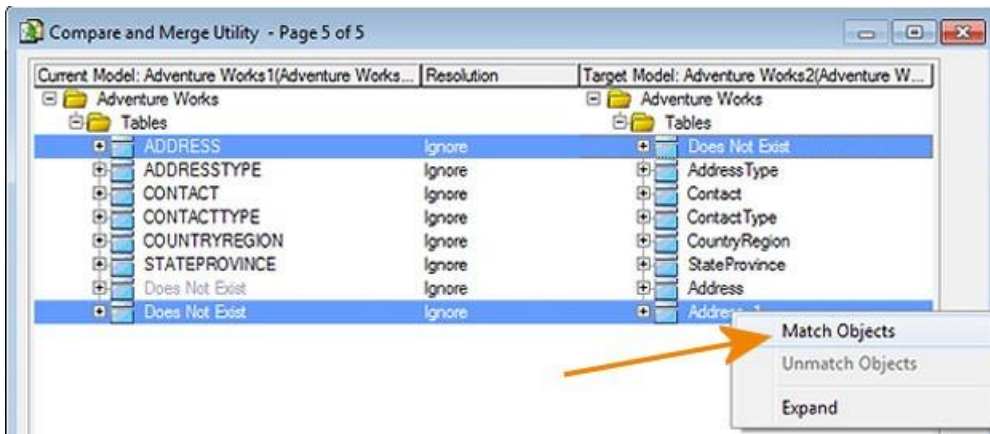 Compare and Merge Utility - Page 5 of 5
Current Model: Adventure Works1(Adventure Works... Resolution Target Model: Adventure Works2(Adventure W...
Adventure Works Adventure Works
Tables Tables
ADDRESS Ignore Does Not Exist
ADDRESSTYPE Ignore AddressType
CONTACT Ignore Contact
CONTACTTYPE Ignore ContactType
COUNTRYREGION Ignore CountryRegion
STATEPROVINCE Ignore StateProvince
Does Not Exist Ignore Address
Does Not Exist Ignore
Match Objects
Unmatch Objects
Expand